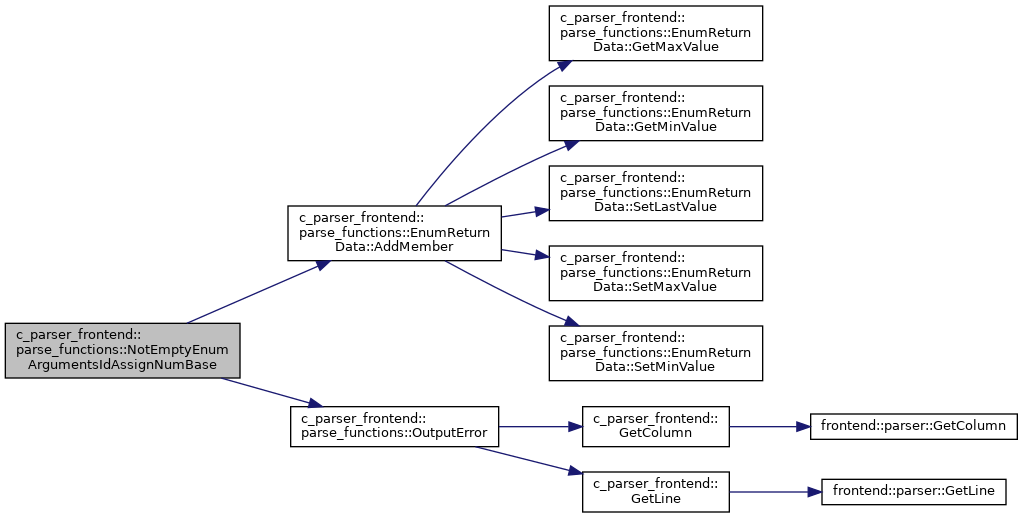 c_parser_frontend::
parse_functions::EnumReturn
Data::GetMaxValue
c_parser_frontend::
parse_functions::EnumReturn
Data::GetMinValue
c_parser_frontend::
parse_functions::EnumReturn
Data::SetLastValue
c_parser_frontend::
parse_functions::EnumReturn
Data::AddMember
c_parser_frontend::
parse_functions::EnumReturn
Data::SetMaxValue
c_parser_frontend::
parse_functions::NotEmptyEnum
ArgumentsIdAssignNumBase
c_parser_frontend::
parse_functions::EnumReturn
Data::SetMinValue
c_parser_frontend::
parse_functions::OutputError
c_parser_frontend::
GetColumn
frontend::parser::GetColumn
c_parser_frontend::
GetLine
frontend::parser::GetLine